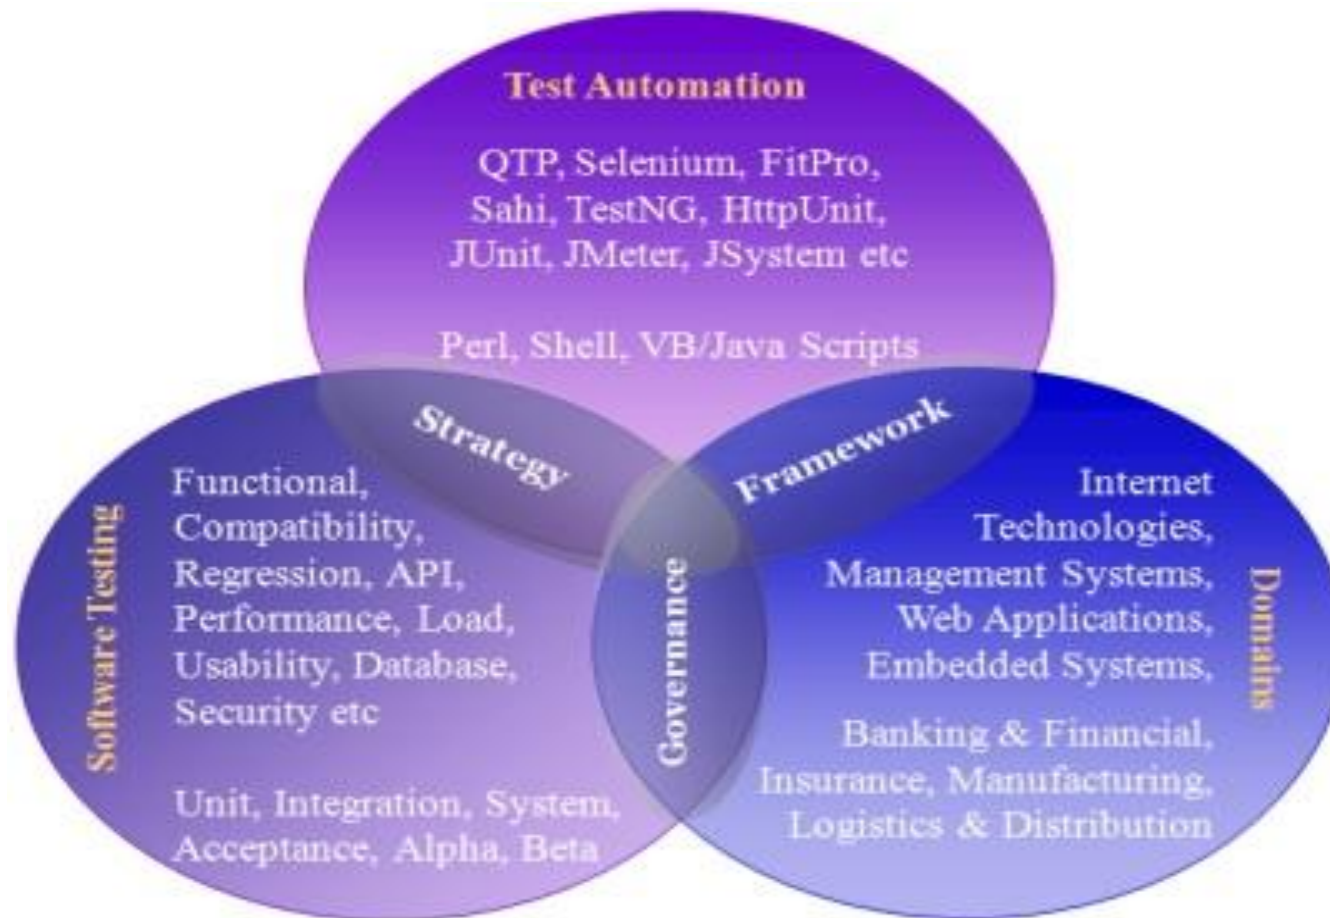 Test Automation
QTP, Selenium, FitPro,
Sahi, TestNG, HttpUnit,
JUnit, JMeter, JSystem etc
Perl, Shell, VB/Java Scripts
Strategy
Framework
Governance
Software Testing
Functional,
Compatibility,
Regression, API,
Performance, Load,
Usability, Database,
Security etc
Unit, Integration, System,
Acceptance, Alpha, Beta
Internet
Technologies,
Management Systems,
Web Applications,
Embedded Systems,
Banking & Financial,
Insurance, Manufacturing,
Logistics & Distribution
Domains